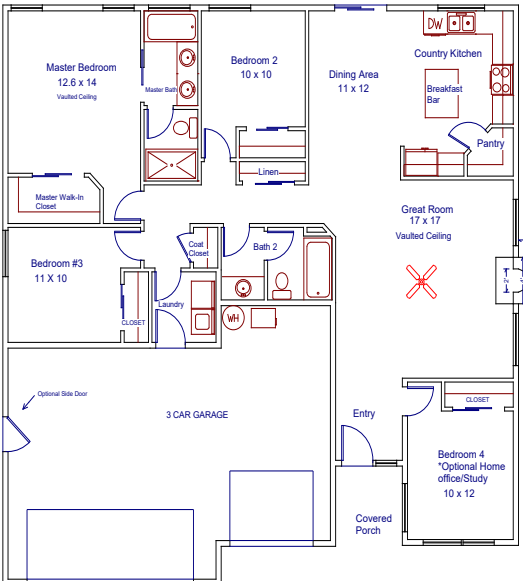 DW
Country Kitchen
Master Bedroom
12.6 x 14
Vaulted Ceiling
Master Bath
Bedroom 2
10 x 10
Dining Area
11 x 12
Breakfast
Bar
Pantry
Linen
Master Walk-In
Closet
Great Room
17 x 17
Vaulted Ceiling
Bedroom #3
11 X 10
Coat
Closet
Bath 2
CLOSET
Laundry
WH
Optional Side Door
3 CAR GARAGE
Entry
CLOSET
Bedroom 4
*Optional Home
office/Study
10 x 12
Covered
Porch